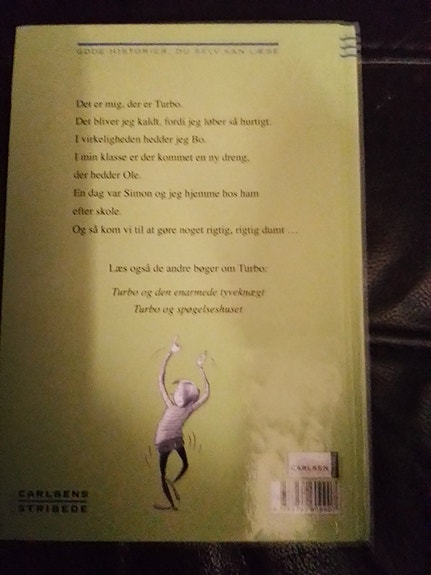 GODE HISTORIER, DU SELV KAN LÆSE
Det er mig, der er Turbo.
Det bliver jeg kaldt, fordi jeg løber så hurtigt.
I virkeligheden hedder jeg Bo.
I min klasse er der kommet en ny dreng,
der hedder Ole.
En dag var Simon og jeg hjemme hos ham
efter skole.
Og så kom vi til at gøre noget rigtig, rigtig dumt ...
Læs også de andre bøger om Turbo:
Turbo og den enarmede tyveknægt
Turbo og spøgelseshuset
CARLSEN
CARLSENS
STRIBEDE